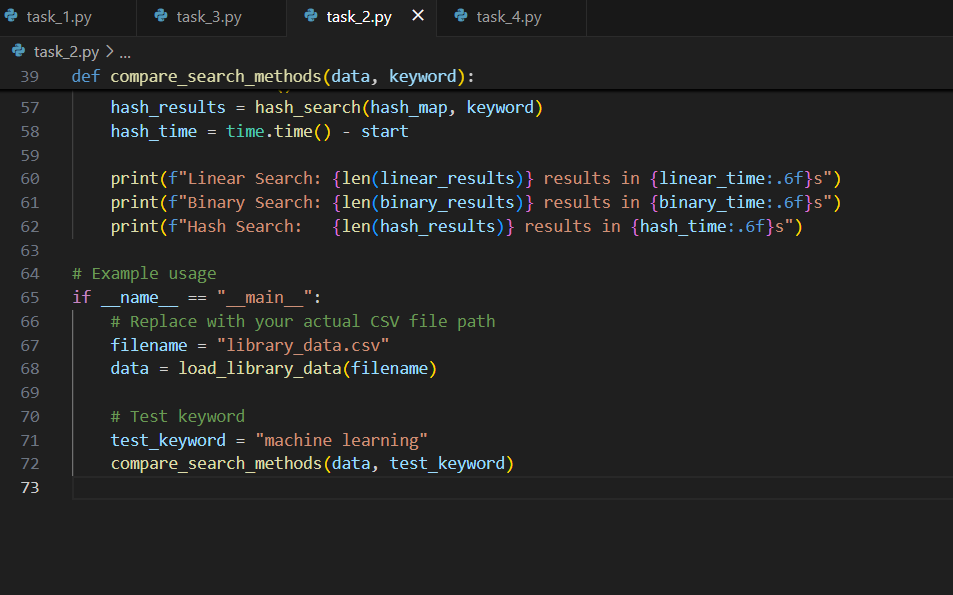 task_1.py task_3.py task_2.py × task_4.py
task_2.py > ...
39 def compare_search_methods(data, keyword):
57 hash_results = hash_search(hash_map, keyword)
58 hash_time = time.time() - start
59
60 print(f"Linear Search: {len(linear_results)} results in {linear_time:.6f}s")
61 print(f"Binary Search: {len(binary_results)} results in {binary_time:.6f}s")
62 print(f"Hash Search:   {len(hash_results)} results in {hash_time:.6f}s")
63
64 # Example usage
65 if __name__ == "__main__":
66 # Replace with your actual CSV file path
67 filename = "library_data.csv"
68 data = load_library_data(filename)
69
70 # Test keyword
71 test_keyword = "machine learning"
72 compare_search_methods(data, test_keyword)
73